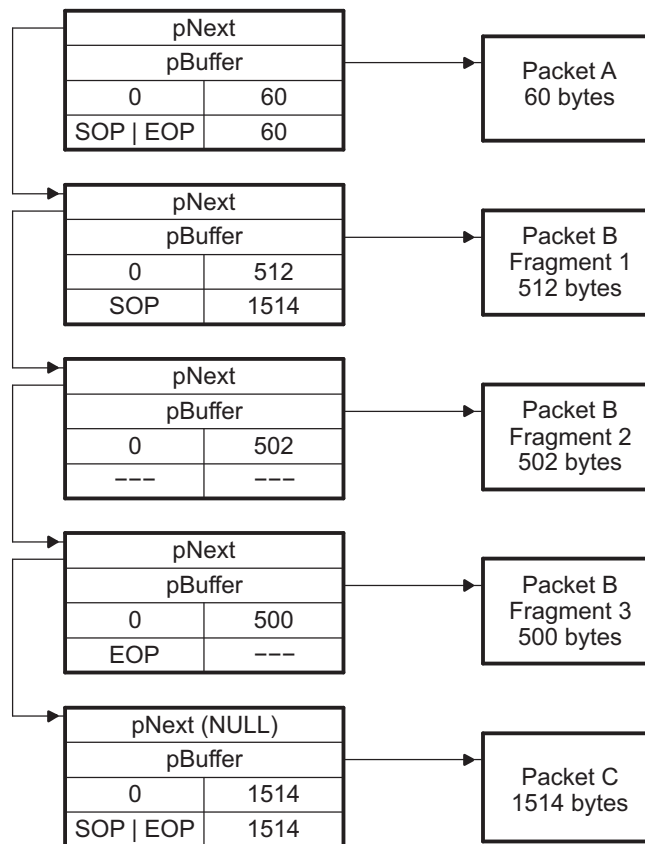 pNext
pBuffer
0 60
SOP | EOP 60
Packet A
60 bytes
pNext
pBuffer
0 512
SOP 1514
Packet B
Fragment 1
512 bytes
pNext
pBuffer
0 502
––– –––
Packet B
Fragment 2
502 bytes
pNext
pBuffer
0 500
EOP –––
Packet B
Fragment 3
500 bytes
pNext (NULL)
pBuffer
0 1514
SOP | EOP 1514
Packet C
1514 bytes